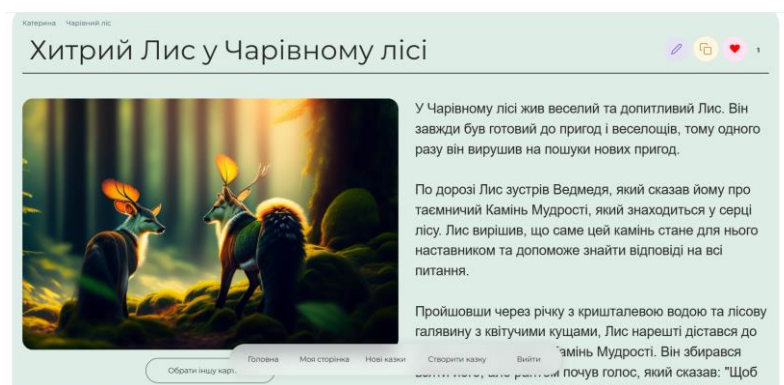 Катерина Чарівний ліс
Хитрий Лис у Чарівному лісі
1
У Чарівному лісі жив веселий та допитливий Лис. Він
завжди був готовий до пригод і веселощів, тому одного
разу він вирушив на пошуки нових пригод.
По дорозі Лис зустрів Ведмедя, який сказав йому про
таємничий Камінь Мудрості, який знаходиться у серці
лісу. Лис вирішив, що саме цей камінь стане для нього
наставником та допоможе знайти відповіді на всі
питання.
Пройшовши через річку з кришталевою водою та лісову
галявину з квітучими кущами, Лис нарешті дістався до
Мудрості. Він збирався
почув голос, який сказав: "Щоб
Обрати іншу
Головна Моя сторінка Нові казки Створити казку Вийти